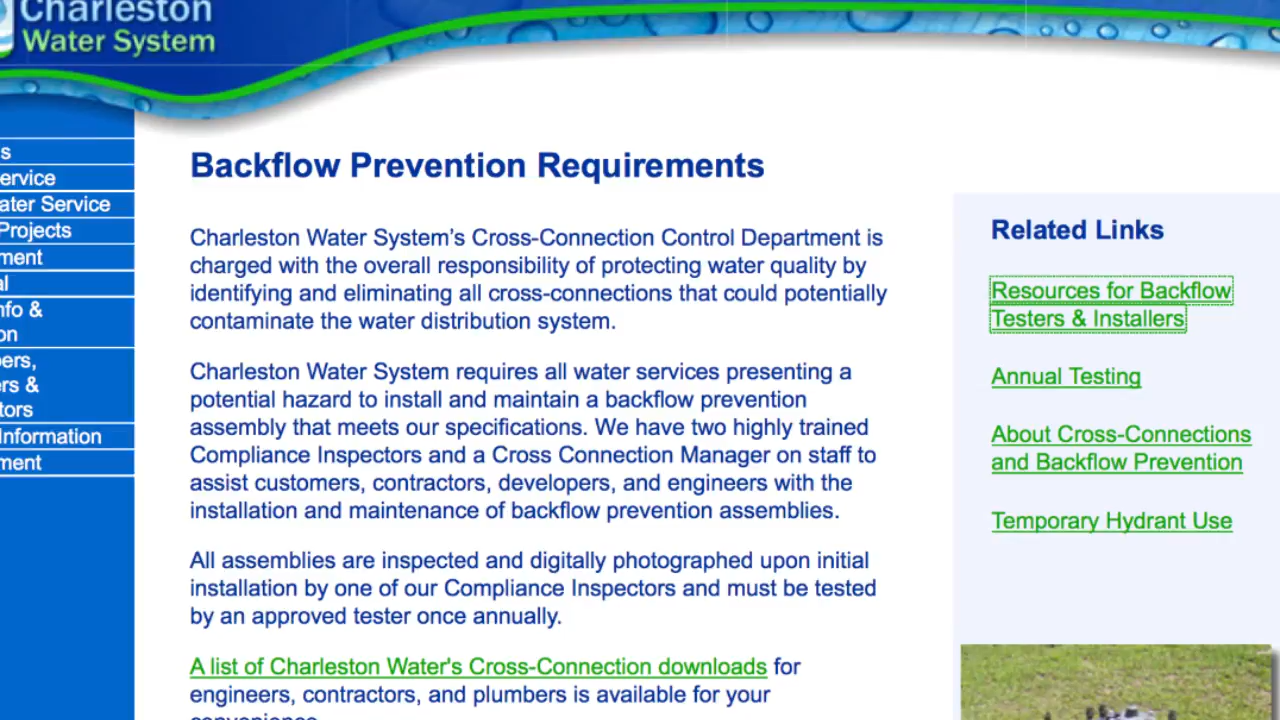 Charleston
Water System
s
ervice
ater Service
Projects
ment
al
nfo &
on
pers,
ers &
tors
Information
ment
Backflow Prevention Requirements
Charleston Water System’s Cross-Connection Control Department is
charged with the overall responsibility of protecting water quality by
identifying and eliminating all cross-connections that could potentially
contaminate the water distribution system.
Charleston Water System requires all water services presenting a
potential hazard to install and maintain a backflow prevention
assembly that meets our specifications. We have two highly trained
Compliance Inspectors and a Cross Connection Manager on staff to
assist customers, contractors, developers, and engineers with the
installation and maintenance of backflow prevention assemblies.
All assemblies are inspected and digitally photographed upon initial
installation by one of our Compliance Inspectors and must be tested
by an approved tester once annually.
A list of Charleston Water's Cross-Connection downloads for
engineers, contractors, and plumbers is available for your
Related Links
Resources for Backflow
Testers & Installers
Annual Testing
About Cross-Connections
and Backflow Prevention
Temporary Hydrant Use